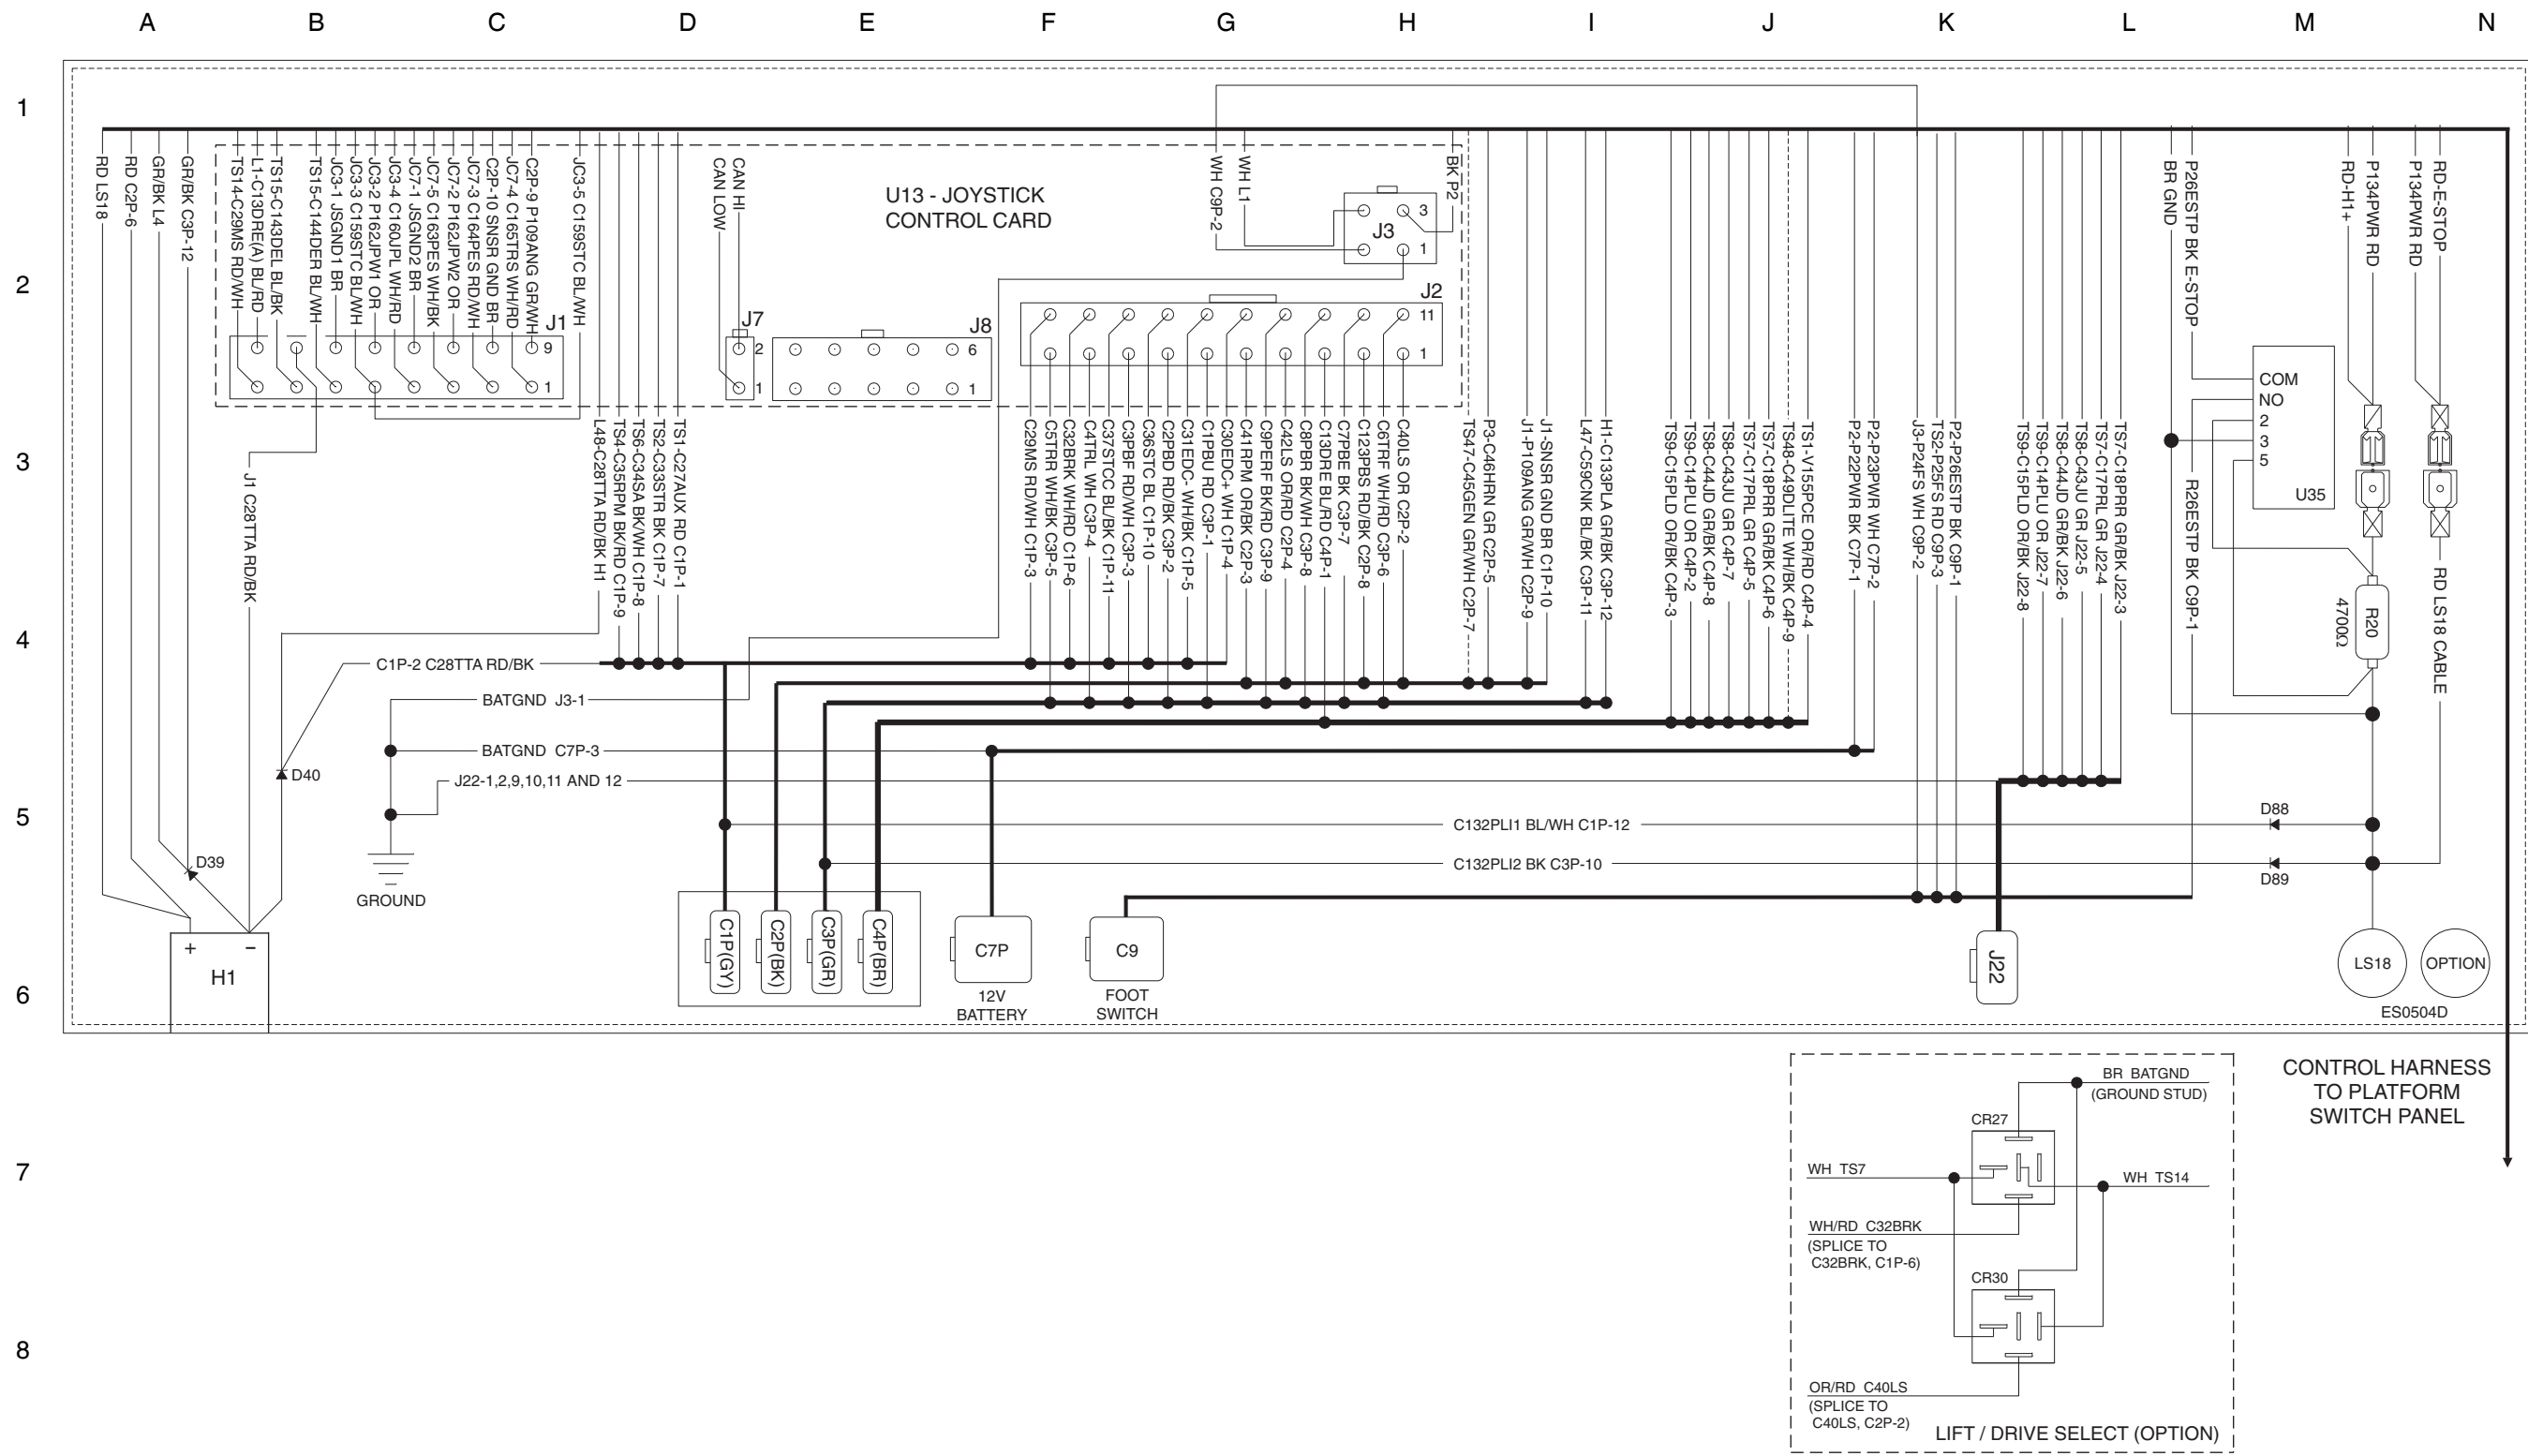 A B C D E F G H I J K L M N
1
2
3
4
5
6
7
8
RD LS18
RD C2P-6
GR/BK L4
GR/BK C3P-12
TS14-C29MS RD/WH
L1-C13DRE(A) BL/RD
TS15-C143DEL BL/BK
TS15-C144DER BL/WH
JC3-1 JSGND1 BR
JC3-3 C159STC BL/WH
JC3-2 P162JPW1 OR
JC3-4 C160JPL WH/RD
JC7-1 JSGND2 BR
JC7-5 C163PES WH/BK
JC7-2 P162JPW2 OR
JC7-3 C164PES RD/WH
C2P-10 SNSR GND BR
JC7-4 C165TRS WH/RD
C2P-9 P109ANG GR/WH
JC3-5 C159STC BL/WH
J1
9
1
CAN LOW
CAN HI
J7
2
1
J8
6
1
U13 - JOYSTICK
CONTROL CARD
WH C9P-2
WH L1
BK P2
J3
3
1
J2
11
1
BR GND
P26ESTP BK E-STOP
RD-H1+
P134PWR RD
P134PWR RD
RD-E-STOP
COM
NO
2
3
5
U35
J1 C28TTA RD/BK
L48-C28TTA RD/BK H1
TS4-C35RPM BK/RD C1P-9
TS6-C34SA BK/WH C1P-8
TS2-C33STR BK C1P-7
TS1-C27AUX RD C1P-1
C29MS RD/WH C1P-3
C5TRR WH/BK C3P-5
C32BRK WH/RD C1P-6
C4TRL WH C3P-4
C37STCC BL/BK C1P-11
C3PBF RD/WH C3P-3
C36STC BL C1P-10
C2PBD RD/BK C3P-2
C31EDC- WH/BK C1P-5
C1PBU RD C3P-1
C30EDC+ WH C1P-4
C41RPM OR/BK C2P-3
C9PERF BK/RD C3P-9
C42LS OR/RD C2P-4
C8PBR BK/WH C3P-8
C13DRE BL/RD C4P-1
C7PBE BK C3P-7
C123PBS RD/BK C2P-8
C6TRF WH/RD C3P-6
C40LS OR C2P-2
TS47-C45GEN GR/WH C2P-7
P3-C46HRN GR C2P-5
J1-P109ANG GR/WH C2P-9
J1-SNSR GND BR C1P-10
L47-C59CNK BL/BK C3P-11
H1-C133PLA GR/BK C3P-12
TS9-C15PLD OR/BK C4P-3
TS9-C14PLU OR C4P-2
TS8-C44JD GR/BK C4P-8
TS8-C43JU GR C4P-7
TS7-C17PRL GR C4P-5
TS7-C18PRR GR/BK C4P-6
TS48-C49DLITE WH/BK C4P-9
TS1-V155PCE OR/RD C4P-4
P2-P22PWR BK C7P-1
P2-P23PWR WH C7P-2
J3-P24FS WH C9P-2
TS2-P25FS RD C9P-3
P2-P26ESTP BK C9P-1
TS9-C15PLD OR/BK J22-8
TS9-C14PLU OR J22-7
TS8-C44JD GR/BK J22-6
TS8-C43JU GR J22-5
TS7-C17PRL GR J22-4
TS7-C18PRR GR/BK J22-3
R26ESTP BK C9P-1
R20
4700Ω
RD LS18 CABLE
C1P-2 C28TTA RD/BK
BATGND J3-1
BATGND C7P-3
J22-1,2,9,10,11 AND 12
D40
D39
GROUND
C132PLI1 BL/WH C1P-12
C132PLI2 BK C3P-10
D88
D89
+
−
H1
C1P(GY)
C2P(BK)
C3P(GR)
C4P(BR)
C7P
12V
BATTERY
C9
FOOT
SWITCH
J22
LS18
OPTION
ES0504D
CONTROL HARNESS
TO PLATFORM
SWITCH PANEL
BR BATGND
(GROUND STUD)
CR27
WH TS7
WH TS14
WH/RD C32BRK
(SPLICE TO
C32BRK, C1P-6)
CR30
OR/RD C40LS
(SPLICE TO
C40LS, C2P-2)
LIFT / DRIVE SELECT (OPTION)